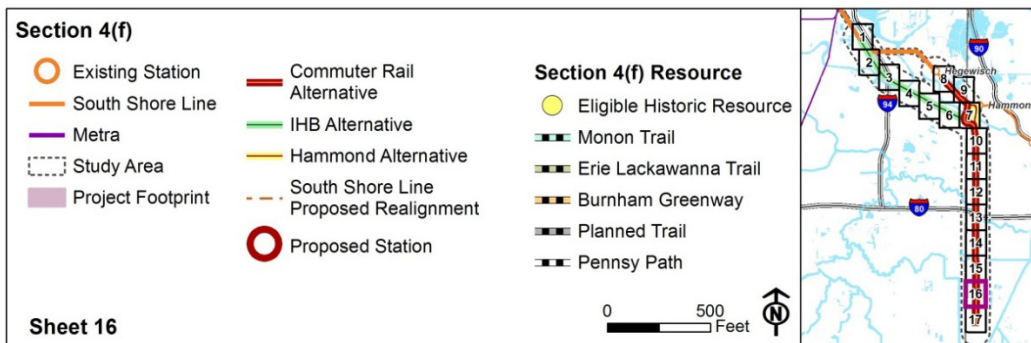 Section 4(f)
Existing Station
South Shore Line
Metra
Study Area
Project Footprint
Commuter Rail
Alternative
IHB Alternative
Hammond Alternative
South Shore Line
Proposed Realignment
Proposed Station
Section 4(f) Resource
Eligible Historic Resource
Monon Trail
Erie Lackawanna Trail
Burnham Greenway
Planned Trail
Pennsy Path
Sheet 16
0 500
Feet
N
1
2
3
4
5
6
7
8
9
10
11
12
13
14
15
16
17
90
94
80
Hegewisch
Hammon